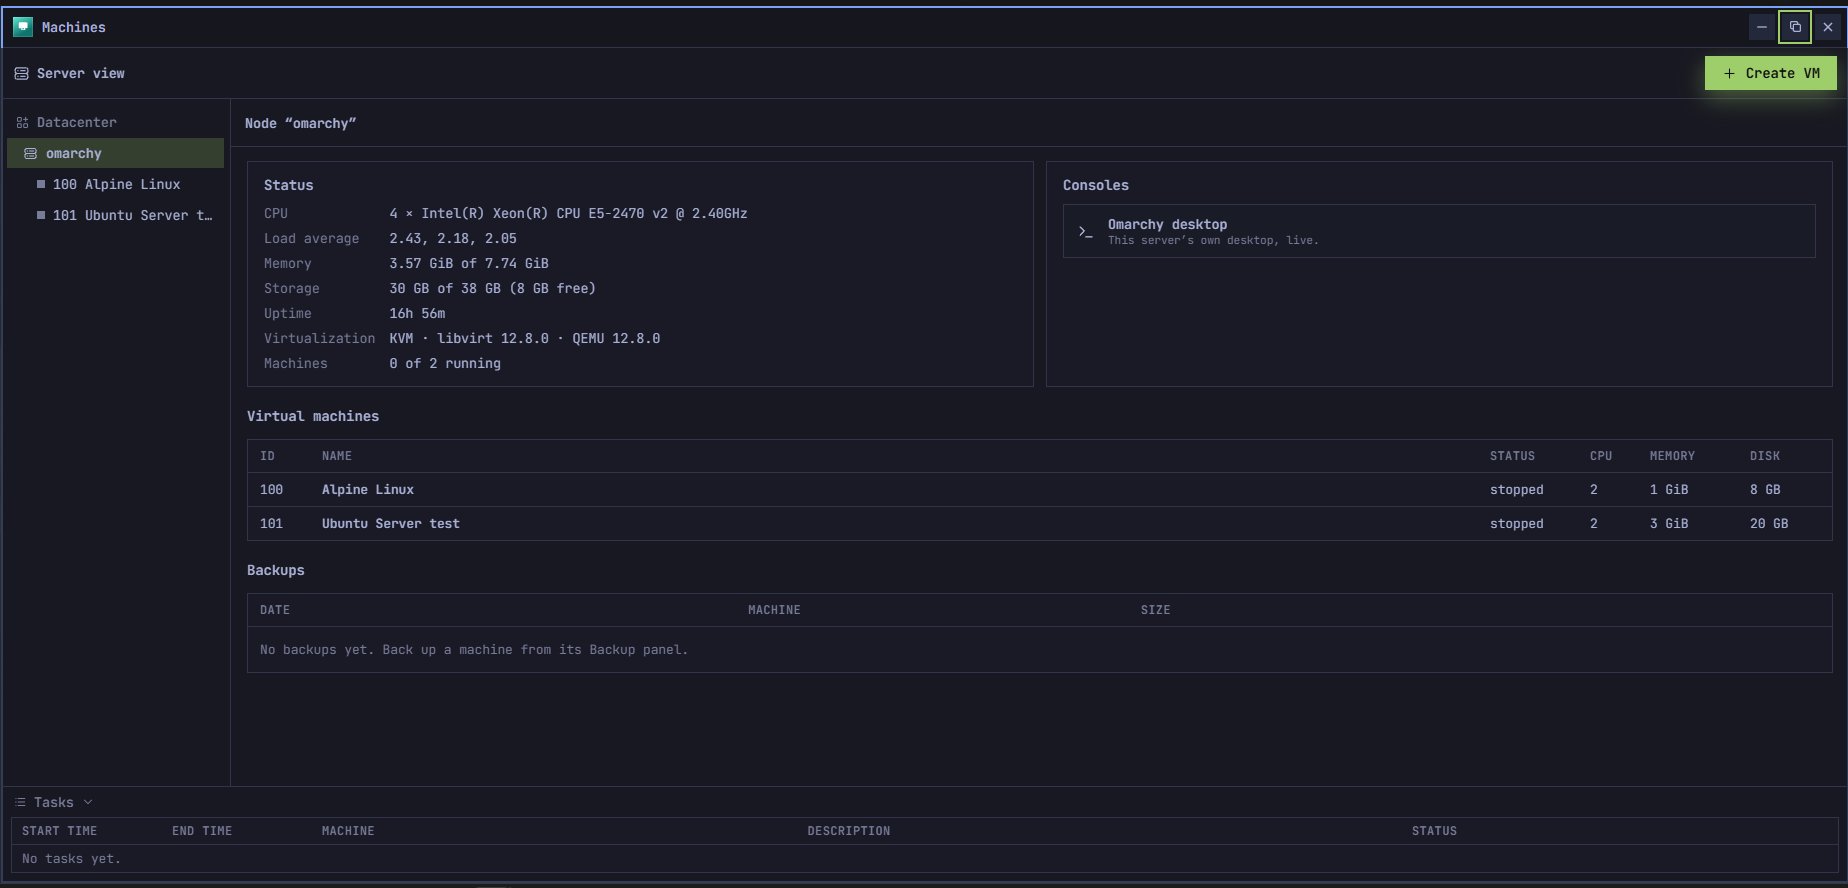 Machines
Server view
+ Create VM
Datacenter
omarchy
100 Alpine Linux
101 Ubuntu Server t…
Node “omarchy”
Status
CPU 4 × Intel(R) Xeon(R) CPU E5-2470 v2 @ 2.40GHz
Load average 2.43, 2.18, 2.05
Memory 3.57 GiB of 7.74 GiB
Storage 30 GB of 38 GB (8 GB free)
Uptime 16h 56m
Virtualization KVM · libvirt 12.8.0 · QEMU 12.8.0
Machines 0 of 2 running
Consoles
Omarchy desktop
This server’s own desktop, live.
Virtual machines
ID NAME STATUS CPU MEMORY DISK
100 Alpine Linux stopped 2 1 GiB 8 GB
101 Ubuntu Server test stopped 2 3 GiB 20 GB
Backups
DATE MACHINE SIZE
No backups yet. Back up a machine from its Backup panel.
Tasks
START TIME END TIME MACHINE DESCRIPTION STATUS
No tasks yet.